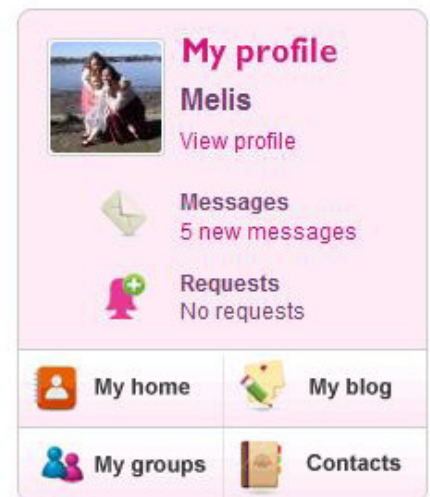 My profile
Melis
View profile
Messages
5 new messages
Requests
No requests
My home
My blog
My groups
Contacts